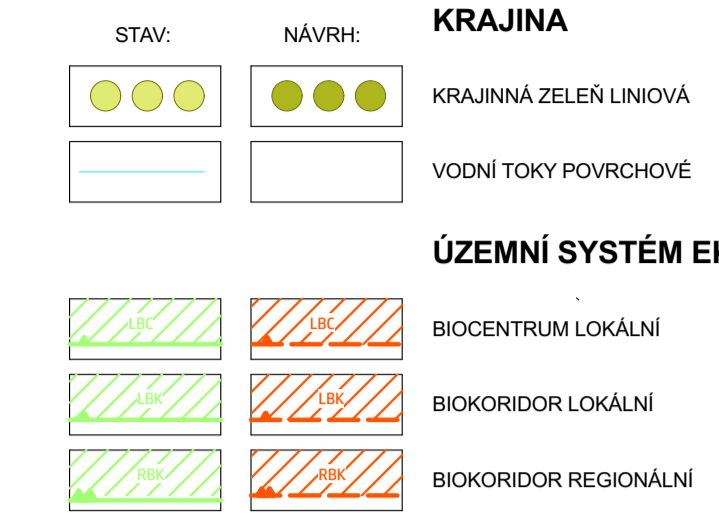 KRAJINA
STAV: NÁVRH:
KRAJINNÁ ZELEŇ LINIOVÁ
VODNÍ TOKY POVRCHOVÉ
ÚZEMNÍ SYSTÉM
LBC LBC BIOCENTRUM LOKÁLNÍ
LBK LBK BIOKORIDOR LOKÁLNÍ
RBK RBK BIOKORIDOR REGIONÁLNÍ